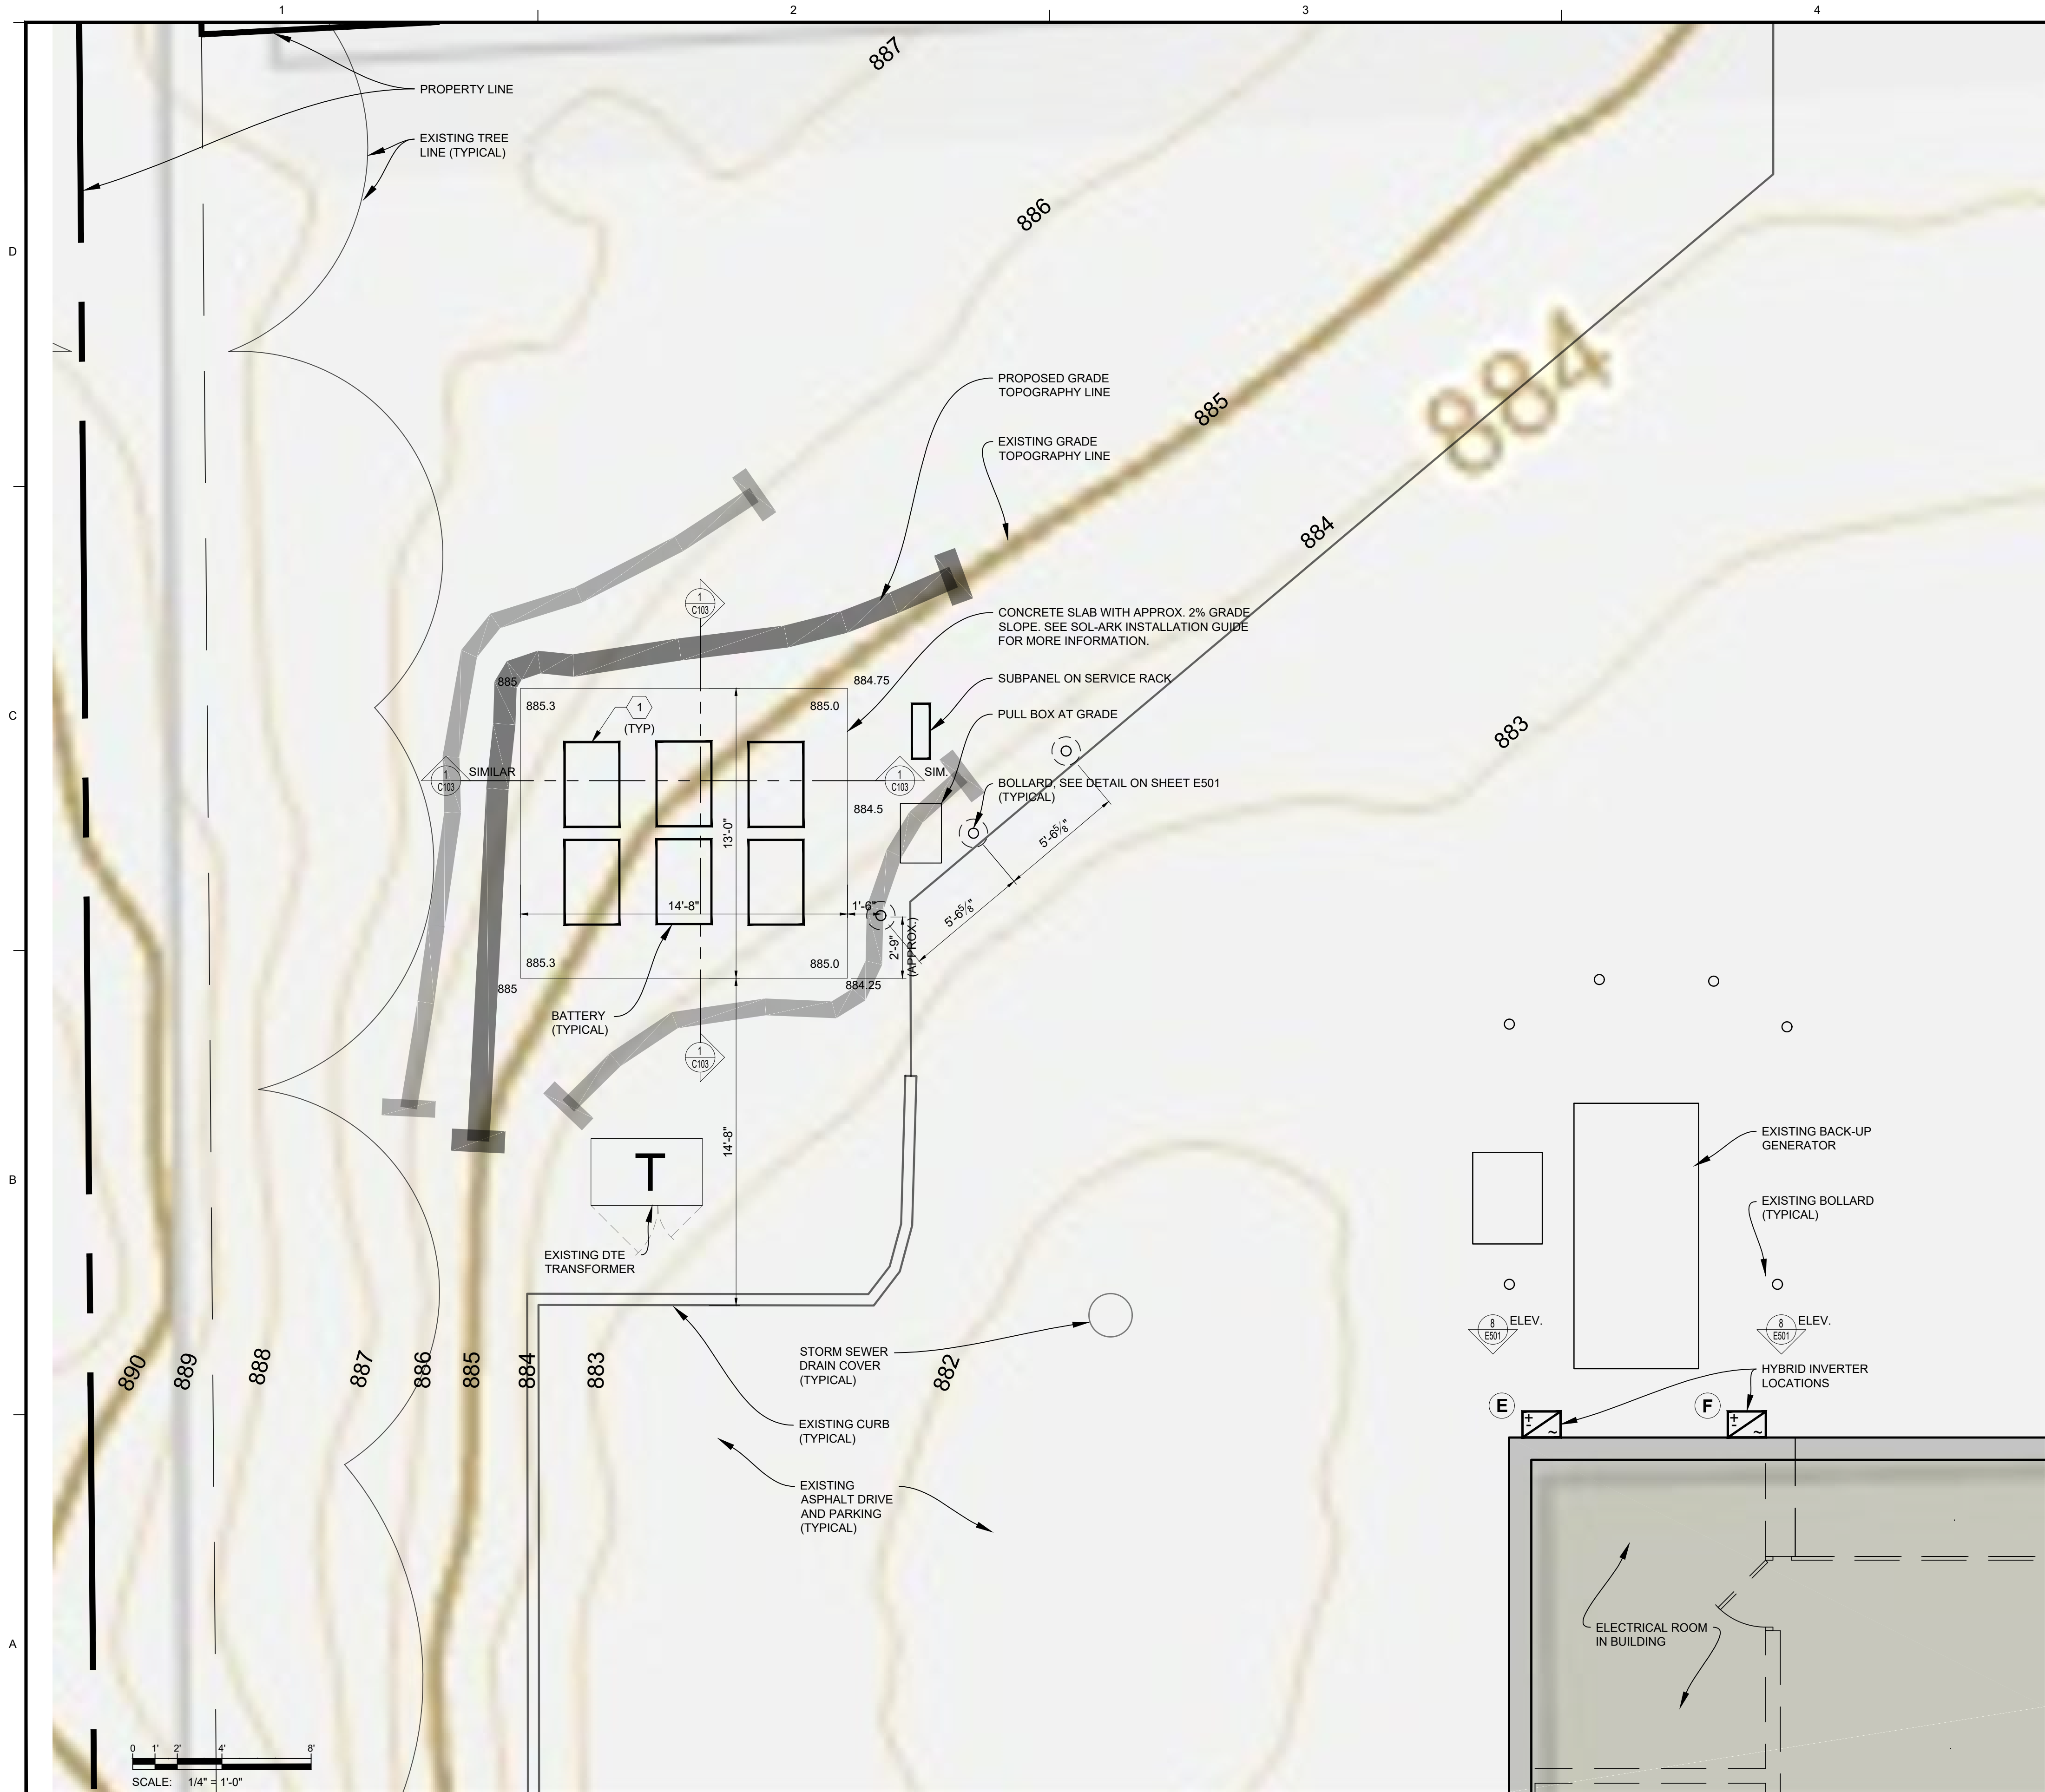 1
2
3
4
D
C
B
A
887
PROPERTY LINE
EXISTING TREE
LINE (TYPICAL)
886
884
PROPOSED GRADE
TOPOGRAPHY LINE
885
EXISTING GRADE
TOPOGRAPHY LINE
884
1
C103
CONCRETE SLAB WITH APPROX. 2% GRADE
SLOPE. SEE SOL-ARK INSTALLATION GUIDE
FOR MORE INFORMATION.
885
884.75
SUBPANEL ON SERVICE RACK
885.3
1
885.0
PULL BOX AT GRADE
(TYP)
883
1
C103
SIMILAR
1
C103
SIM.
BOLLARD, SEE DETAIL ON SHEET E501
(TYPICAL)
884.5
13'-0"
5'-6⅝"
14'-8"
1'-6"
5'-6⅝"
2'-9"
(APPROX.)
885.3
885.0
885
884.25
BATTERY
(TYPICAL)
1
C103
14'-8"
T
EXISTING DTE
TRANSFORMER
EXISTING BACK-UP
GENERATOR
EXISTING BOLLARD
(TYPICAL)
8
E501
ELEV.
8
E501
ELEV.
890
889
888
887
886
885
884
883
STORM SEWER
DRAIN COVER
(TYPICAL)
882
HYBRID INVERTER
LOCATIONS
E
+
-
~
F
+
-
~
EXISTING CURB
(TYPICAL)
EXISTING
ASPHALT DRIVE
AND PARKING
(TYPICAL)
ELECTRICAL ROOM
IN BUILDING
0 1' 2' 4' 8'
SCALE: 1/4" = 1'-0"